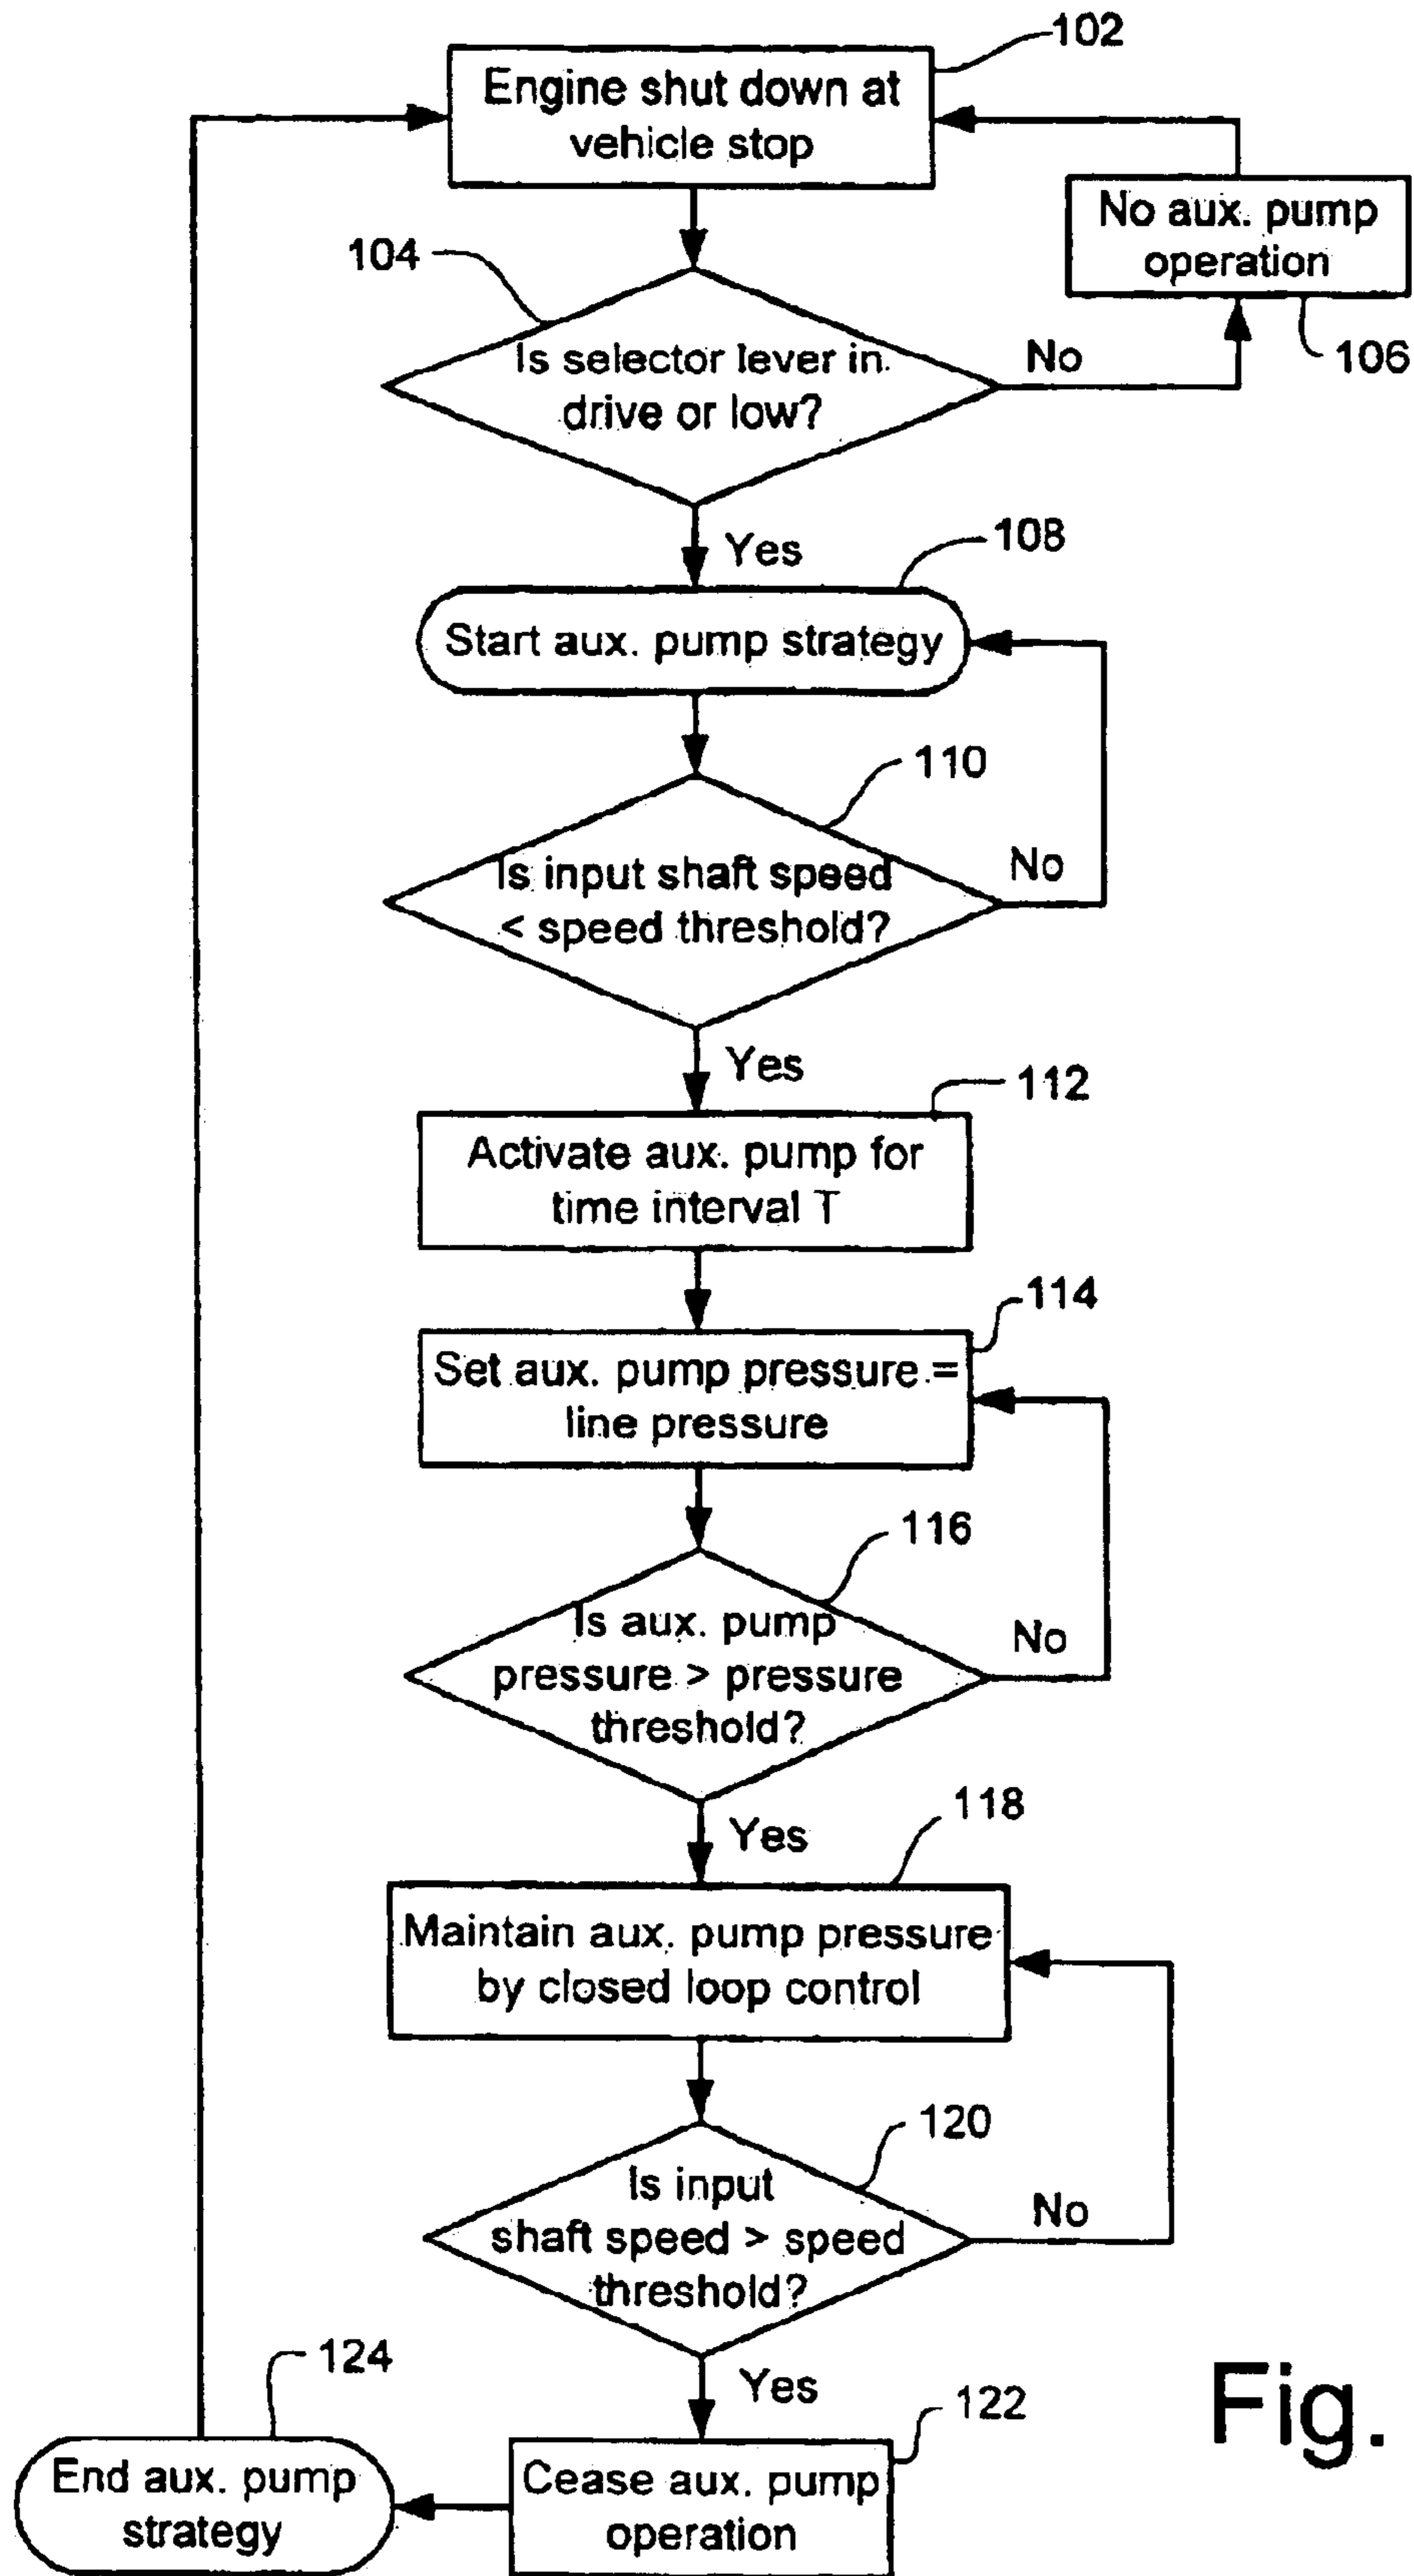 102
Engine shut down at
vehicle stop
No aux. pump
operation
106
104
Is selector lever in
drive or low?
No
Yes
108
Start aux. pump strategy
110
Is input shaft speed
< speed threshold?
No
Yes
112
Activate aux. pump for
time interval T
114
Set aux. pump pressure =
line pressure
116
Is aux. pump
pressure > pressure
threshold?
No
Yes
118
Maintain aux. pump pressure
by closed loop control
120
Is input
shaft speed > speed
threshold?
No
Yes
122
Cease aux. pump
operation
124
End aux. pump
strategy
Fig.